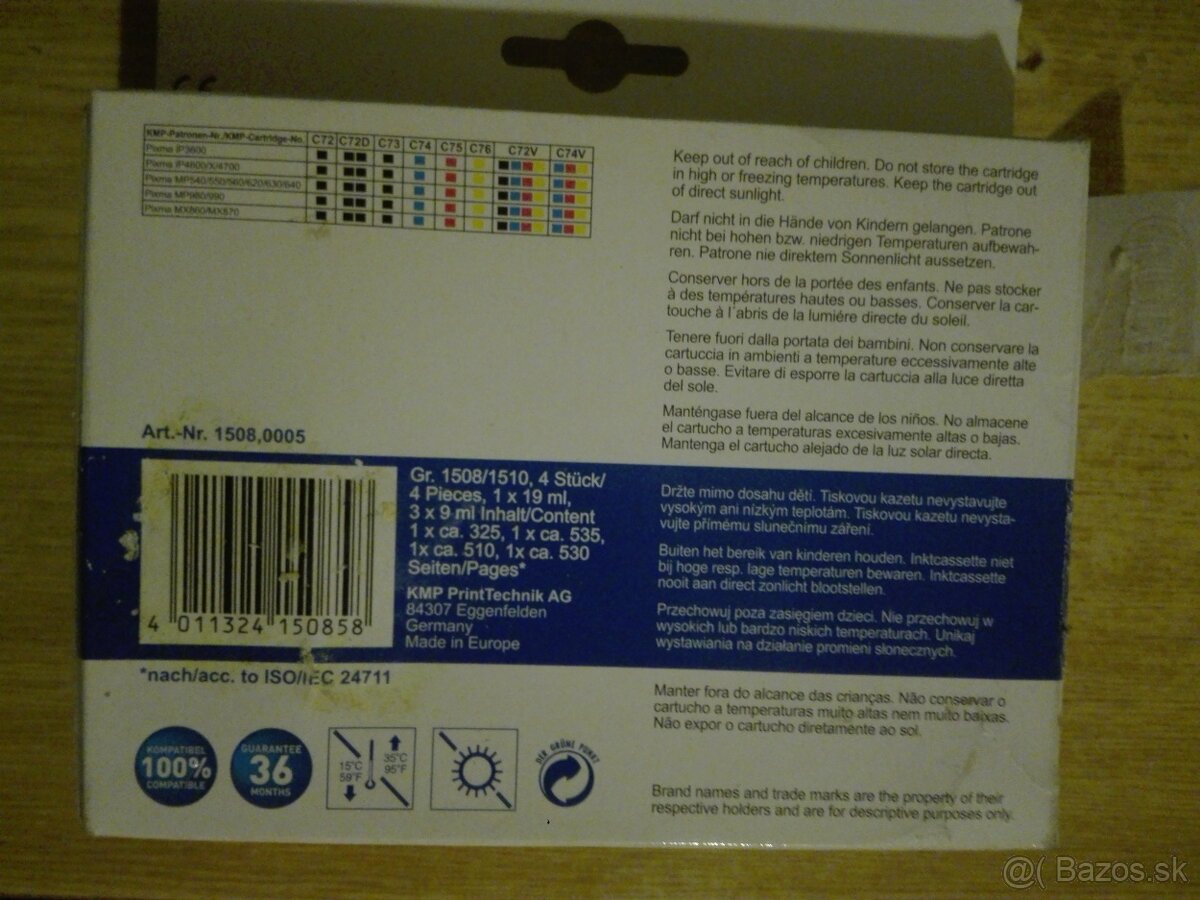 KMP-Patronen-Nr./KMP-Cartridge-No. C72 C72D C73 C74 C75 C76 C72V C74V
Pixma iP3600
Pixma iP4600/X/4700
Pixma MP540/550/560/620/630/640
Pixma MP980/990
Pixma MX860/MX870
Keep out of reach of children. Do not store the cartridge
in high or freezing temperatures. Keep the cartridge out
of direct sunlight.
Darf nicht in die Hände von Kindern gelangen. Patrone
nicht bei hohen bzw. niedrigen Temperaturen aufbewah-
ren. Patrone nie direktem Sonnenlicht aussetzen.
Conserver hors de la portée des enfants. Ne pas stocker
à des températures hautes ou basses. Conserver la car-
touche à l´abris de la lumiére directe du soleil.
Tenere fuori dalla portata dei bambini. Non conservare la
cartuccia in ambienti a temperature eccessivamente alte
o basse. Evitare di esporre la cartuccia alla luce diretta
del sole.
Manténgase fuera del alcance de los niños. No almacene
el cartucho a temperaturas excesivamente altas o bajas.
Mantenga el cartucho alejado de la luz solar directa.
Art.-Nr. 1508,0005
Gr. 1508/1510, 4 Stück/
4 Pieces, 1 x 19 ml,
3 x 9 ml Inhalt/Content
1 x ca. 325, 1 x ca. 535,
1x ca. 510, 1x ca. 530
Seiten/Pages*
KMP PrintTechnik AG
84307 Eggenfelden
Germany
Made in Europe
4 011324 150858
*nach/acc. to ISO/IEC 24711
Držte mimo dosahu dětí. Tiskovou kazetu nevystavujte
vysokým ani nízkým teplotám. Tiskovou kazetu nevysta-
vujte přímému slunečnímu záření.
Buiten het bereik van kinderen houden. Inktcassette niet
bij hoge resp. lage temperaturen bewaren. Inktcassette
nooit aan direct zonlicht blootstellen.
Przechowuj poza zasięgiem dzieci. Nie przechowuj w
wysokich lub bardzo niskich temperaturach. Unikaj
wystawiania na działanie promieni słonecznych.
Manter fora do alcance das crianças. Não conservar o
cartucho a temperaturas muito altas nem muito baixas.
Não expor o cartucho diretamente ao sol.
KOMPATIBEL
100%
COMPATIBLE
GUARANTEE
36
MONTHS
15°C
59°F
35°C
95°F
DER GRÜNE PUNKT
Brand names and trade marks are the property of their
respective holders and are for descriptive purposes only.
@( Bazos.sk